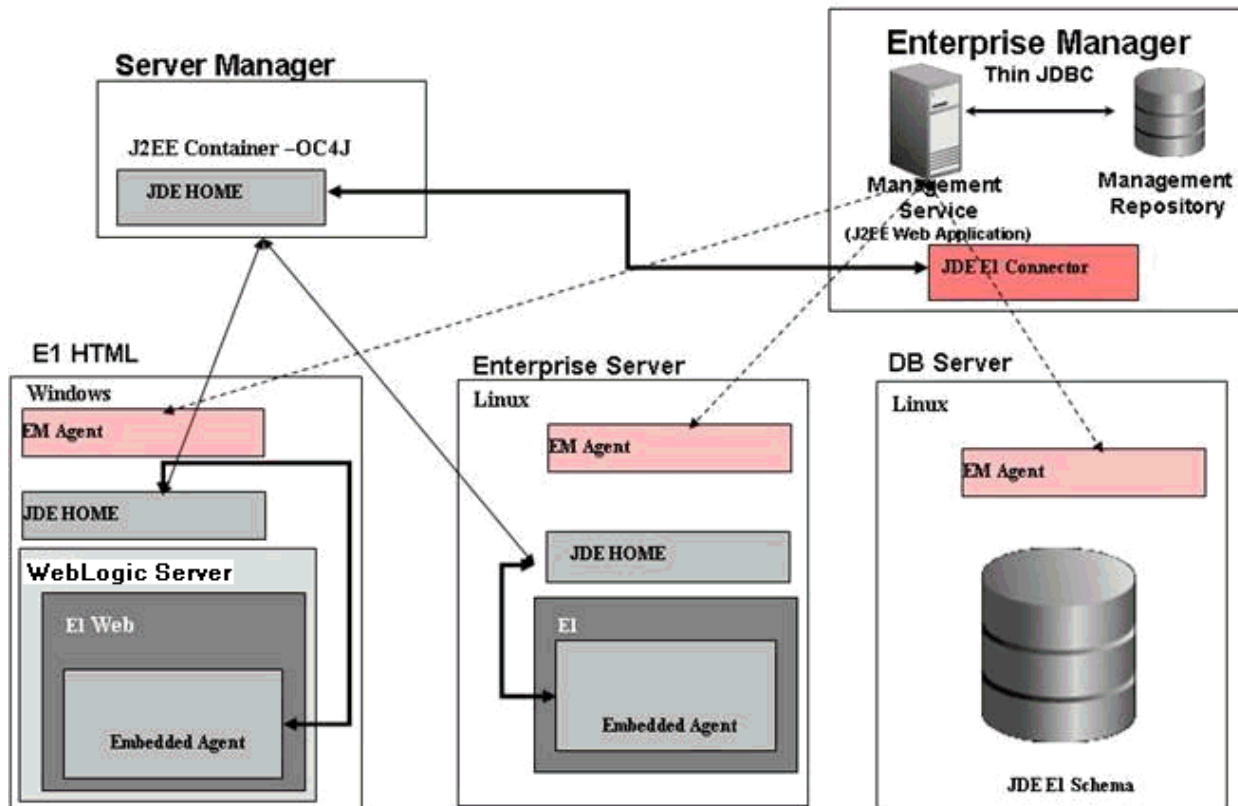 Server Manager
J2EE Container –OC4J
JDE HOME
Enterprise Manager
Thin JDBC
Management
Service
(J2EE Web Application)
Management
Repository
JDE E1 Connector
E1 HTML
Windows
EM Agent
JDE HOME
WebLogic Server
E1 Web
Embedded Agent
Enterprise Server
Linux
EM Agent
JDE HOME
E1
Embedded Agent
DB Server
Linux
EM Agent
JDE E1 Schema